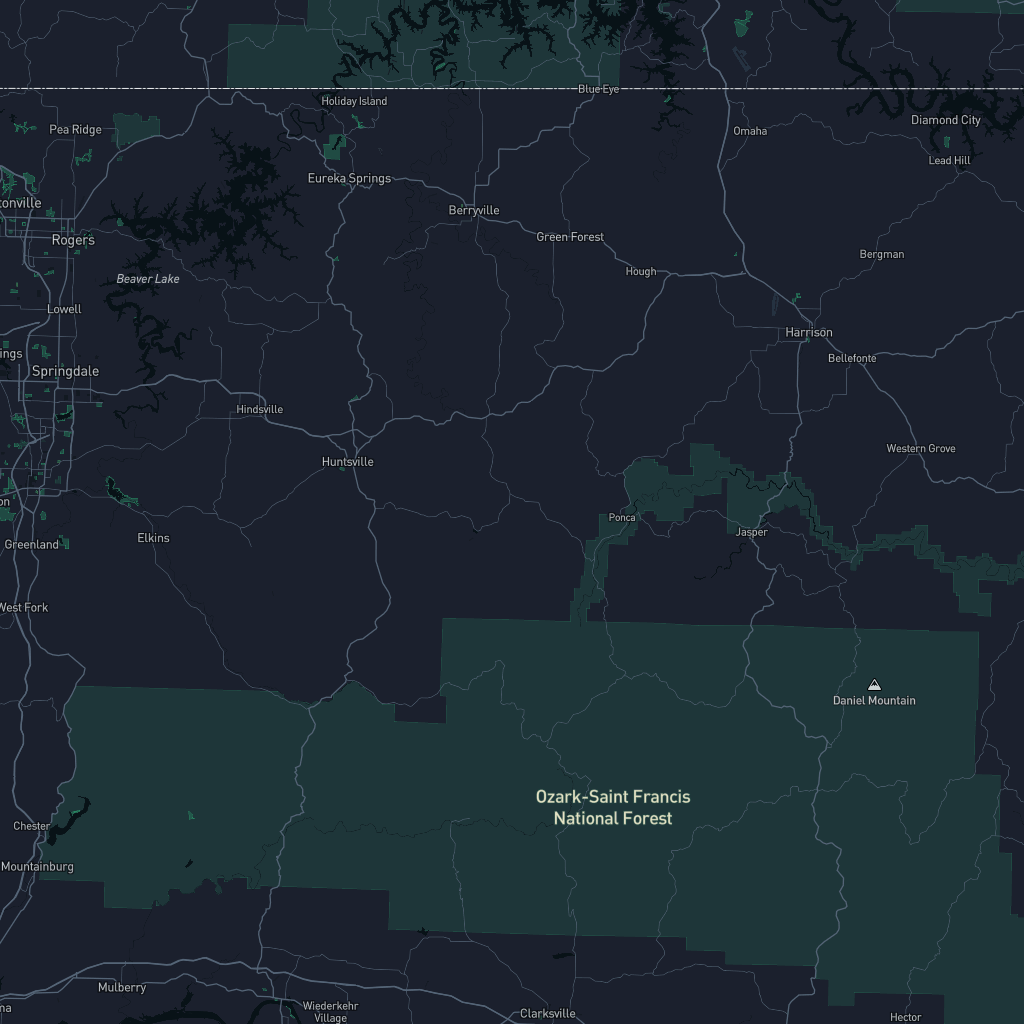 Blue Eye
Holiday Island
Diamond City
Pea Ridge
Omaha
Lead Hill
Eureka Springs
tonville
Berryville
Rogers
Green Forest
Bergman
Hough
Beaver Lake
Lowell
Harrison
ings
Bellefonte
Springdale
Hindsville
Western Grove
Huntsville
on
Ponca
Jasper
Elkins
Greenland
West Fork
Daniel Mountain
Ozark-Saint Francis
National Forest
Chester
Mountainburg
Mulberry
ma
Wiederkehr
Village
Clarksville
Hector